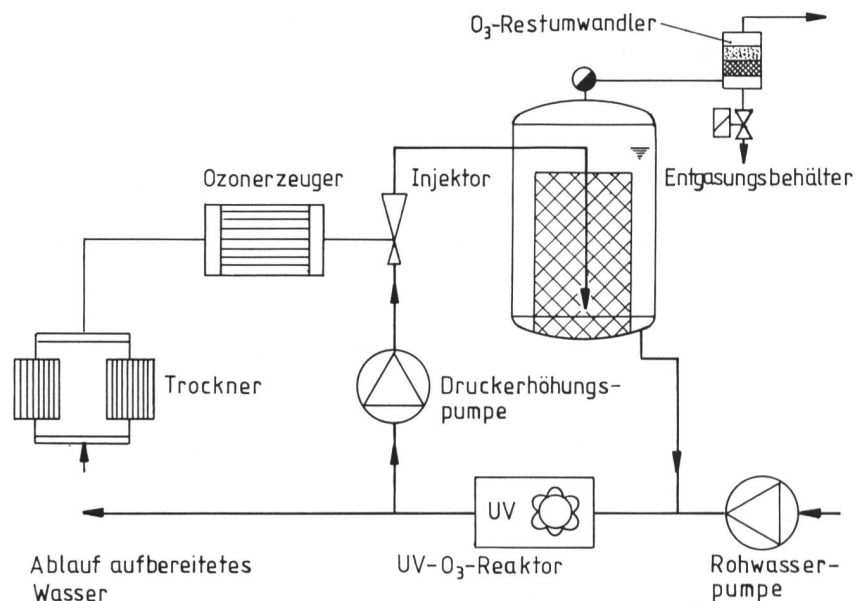 O₃-Restumwandler
Ozonerzeuger
Injektor
Entgasungsbehälter
Trockner
Druckerhöhungs-
pumpe
UV
Ablauf aufbereitetes
Wasser
UV-O₃-Reaktor
Rohwasser-
pumpe